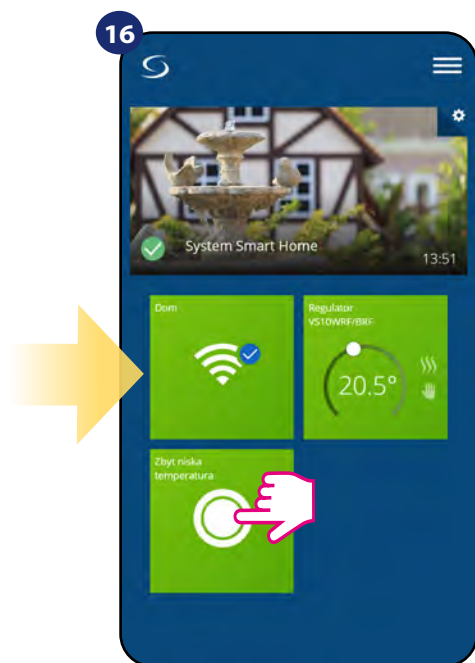 16
System Smart Home
13:51
Dom
Regulator
VS10WRF/BRF
20.5°
Zbyt niska
temperatura